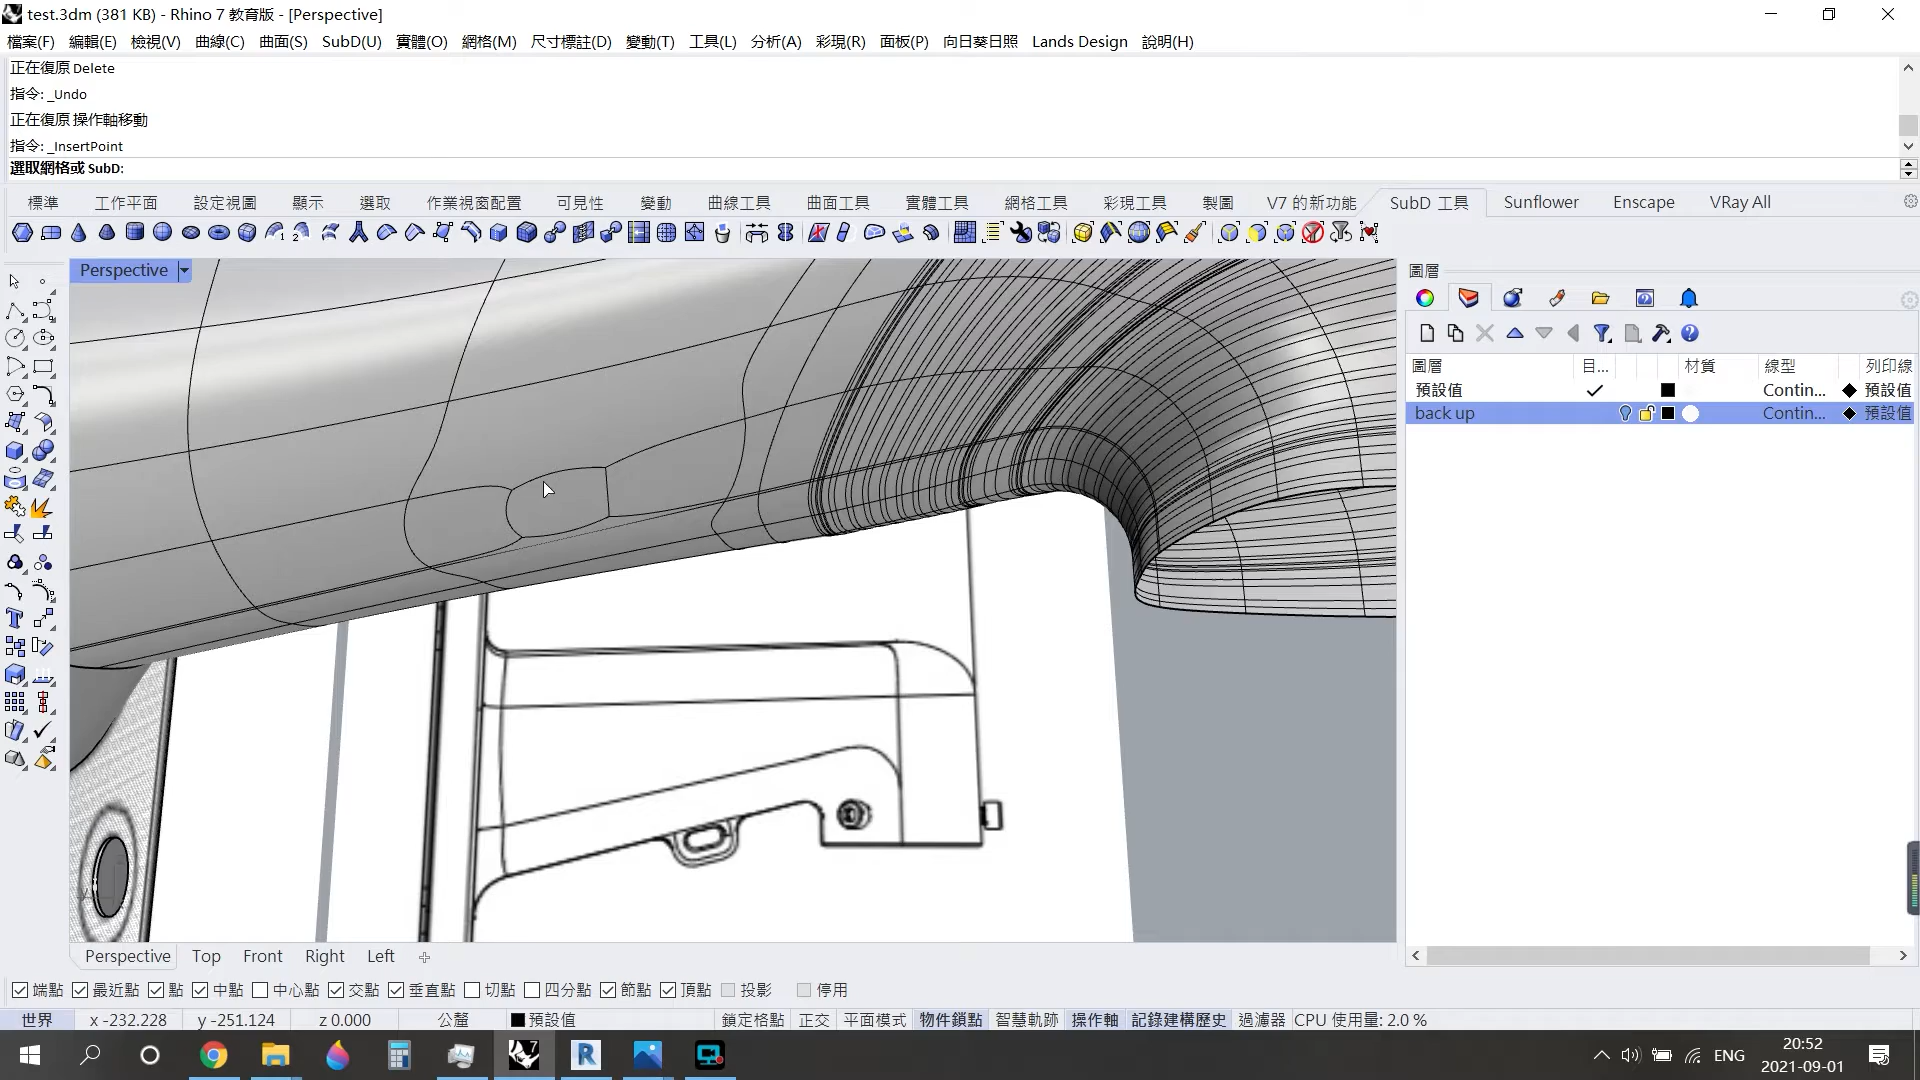 test.3dm (381 KB) - Rhino 7 教育版 - [Perspective]
檔案(F) 編輯(E) 檢視(V) 曲線(C) 曲面(S) SubD(U) 實體(O) 網格(M) 尺寸標註(D) 變動(T) 工具(L) 分析(A) 彩現(R) 面板(P) 向日葵日照 Lands Design 說明(H)
正在復原 Delete
指令: _Undo
正在復原 操作軸移動
指令: _InsertPoint
選取網格或 SubD:
標準 工作平面 設定視圖 顯示 選取 作業視窗配置 可見性 變動 曲線工具 曲面工具 實體工具 網格工具 彩現工具 製圖 V7 的新功能 SubD 工具 Sunflower Enscape VRay All
Perspective
圖層
圖層 目... 材質 線型 列印線
預設值 Contin... 預設值
back up Contin... 預設值
Perspective Top Front Right Left
端點 最近點 點 中點 中心點 交點 垂直點 切點 四分點 節點 頂點 投影 停用
世界 x -232.228 y -251.124 z 0.000 公釐 預設值 鎖定格點 正交 平面模式 物件鎖點 智慧軌跡 操作軸 記錄建構歷史 過濾器 CPU 使用量: 2.0 %
ENG
20:52
2021-09-01